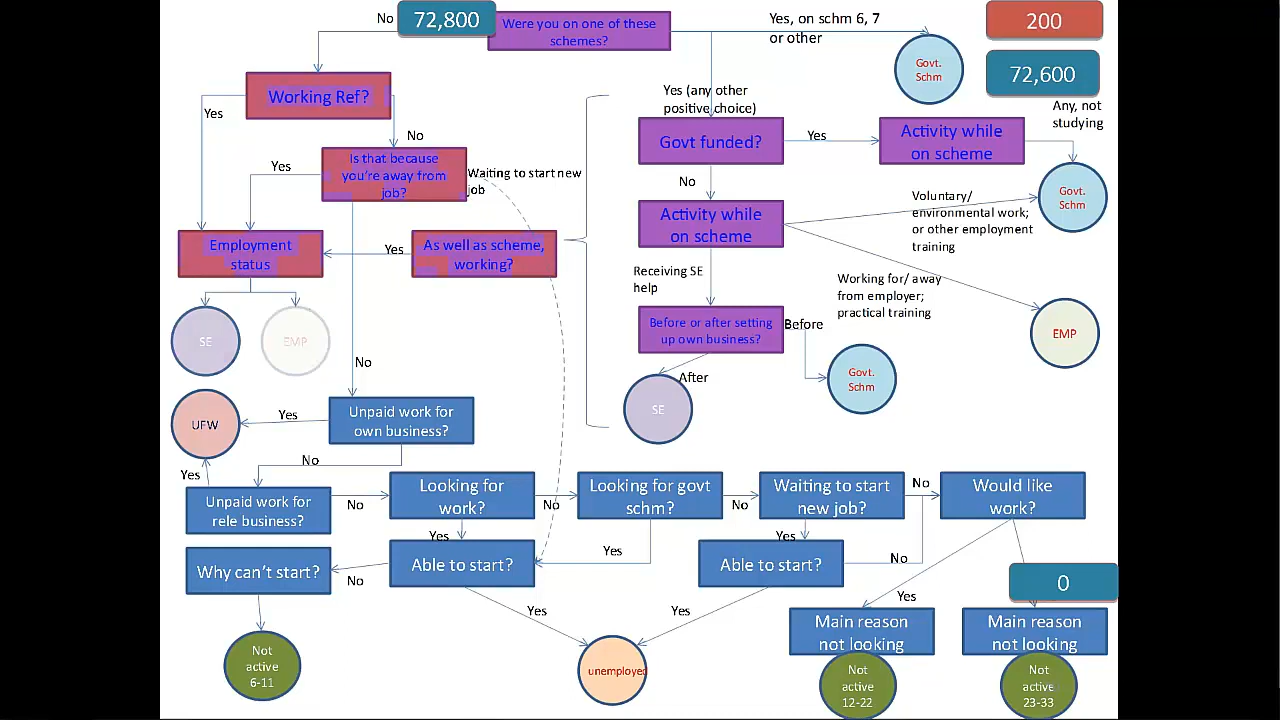 No
72,800
Were you on one of these
schemes?
Yes, on schm 6, 7
or other
Govt.
Schm
200
72,600
Working Ref?
Yes
No
Yes (any other
positive choice)
Govt funded?
Yes
Activity while
on scheme
Any, not
studying
Is that because
you're away from
job?
Yes
Waiting to start new
job
No
Activity while
on scheme
Voluntary/
environmental work;
or other employment
training
Govt.
Schm
Employment
status
Yes
As well as scheme,
working?
Receiving SE
help
Working for/ away
from employer;
practical training
Before or after setting
up own business?
Before
EMP
SE
EMP
No
After
SE
Govt.
Schm
UFW
Yes
Unpaid work for
own business?
No
Yes
Unpaid work for
rele business?
No
Looking for
work?
No
Looking for govt
schm?
No
Waiting to start
new job?
No
Would like
work?
Yes
Yes
Yes
Why can't start?
No
Able to start?
Able to start?
No
0
Yes
Yes
Yes
Main reason
not looking
Main reason
not looking
Not
active
6-11
unemployed
Not
active
12-22
Not
active
23-33